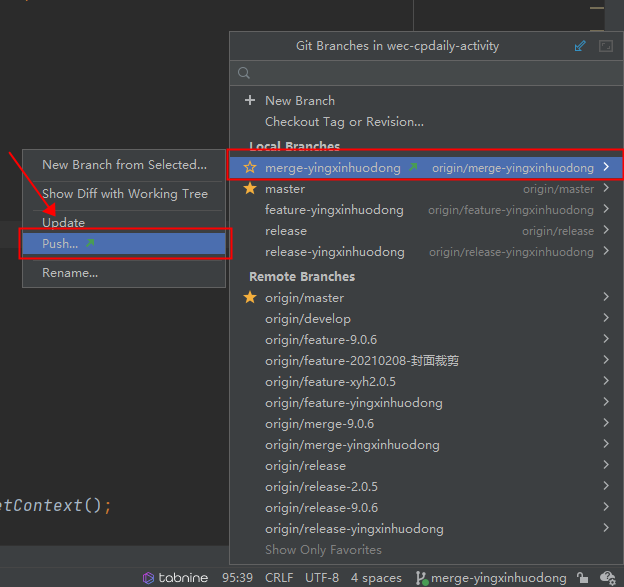 Git Branches in wec-cpdaily-activity
New Branch
Checkout Tag or Revision...
Local Branches
merge-yingxinhuodong origin/merge-yingxinhuodong
master origin/master
feature-yingxinhuodong origin/feature-yingxinhuodong
release origin/release
release-yingxinhuodong origin/release-yingxinhuodong
Remote Branches
origin/master
origin/develop
origin/feature-9.0.6
origin/feature-20210208-封面裁剪
origin/feature-xyh2.0.5
origin/feature-yingxinhuodong
origin/merge-9.0.6
origin/merge-yingxinhuodong
origin/release
origin/release-2.0.5
origin/release-9.0.6
origin/release-yingxinhuodong
Show Only Favorites
New Branch from Selected...
Show Diff with Working Tree
Update
Push...
Rename...
etContext();
tabnine 95:39 CRLF UTF-8 4 spaces merge-yingxinhuodong